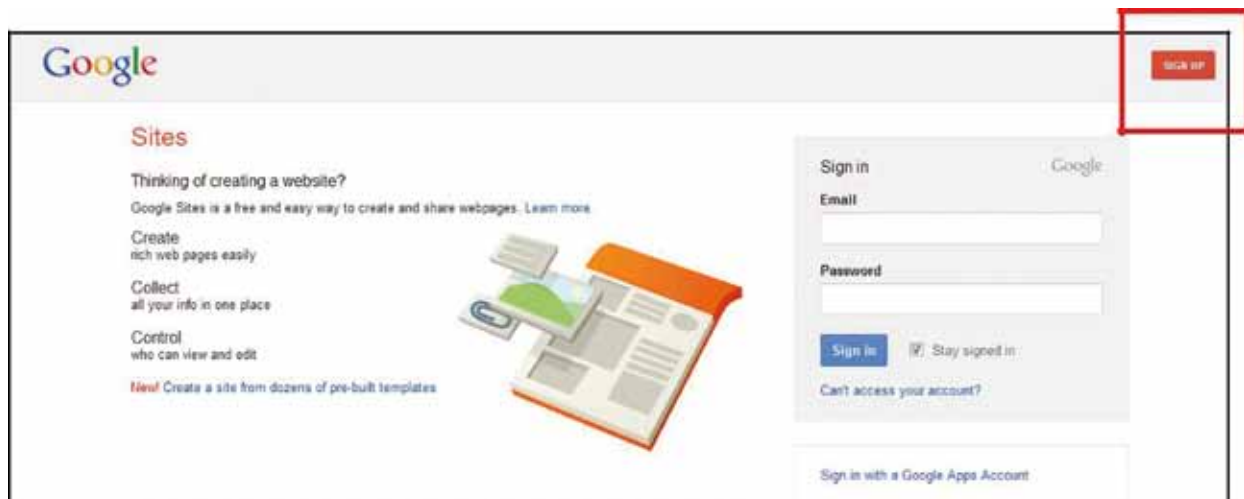 Google
SIGN UP
Sites
Thinking of creating a website?
Google Sites is a free and easy way to create and share webpages. Learn more
Create
rich web pages easily
Collect
all your info in one place
Control
who can view and edit
New! Create a site from dozens of pre-built templates
Sign in Google
Email
Password
Sign in Stay signed in
Can't access your account?
Sign in with a Google Apps Account